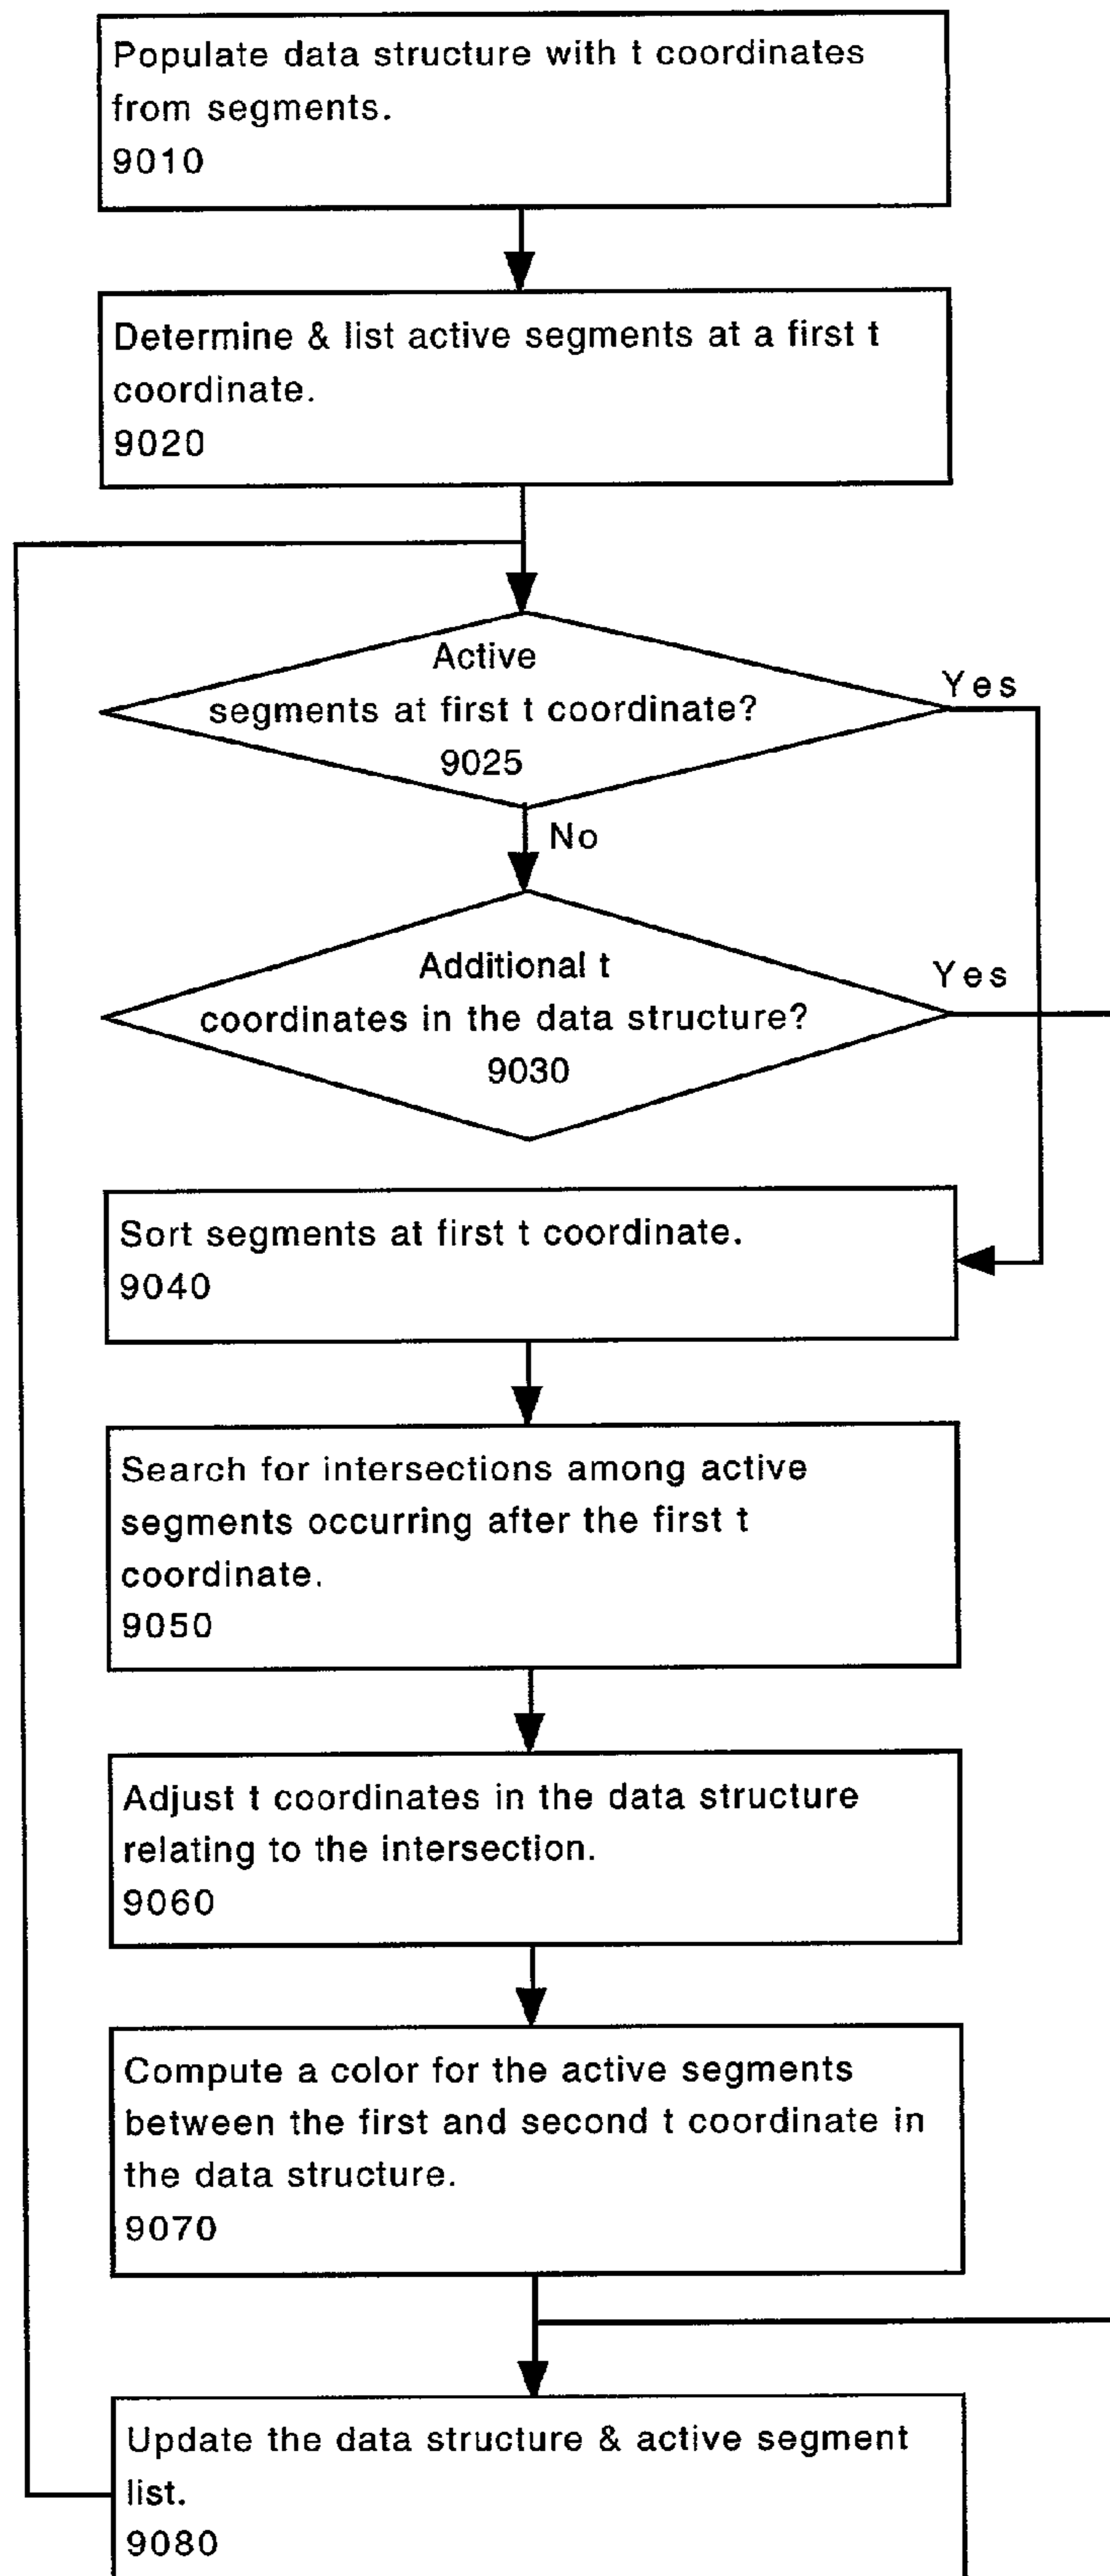 Populate data structure with t coordinates
from segments.
9010
Determine & list active segments at a first t
coordinate.
9020
Active
segments at first t coordinate?
9025
Yes
No
Additional t
coordinates in the data structure?
9030
Yes
Sort segments at first t coordinate.
9040
Search for intersections among active
segments occurring after the first t
coordinate.
9050
Adjust t coordinates in the data structure
relating to the intersection.
9060
Compute a color for the active segments
between the first and second t coordinate in
the data structure.
9070
Update the data structure & active segment
list.
9080